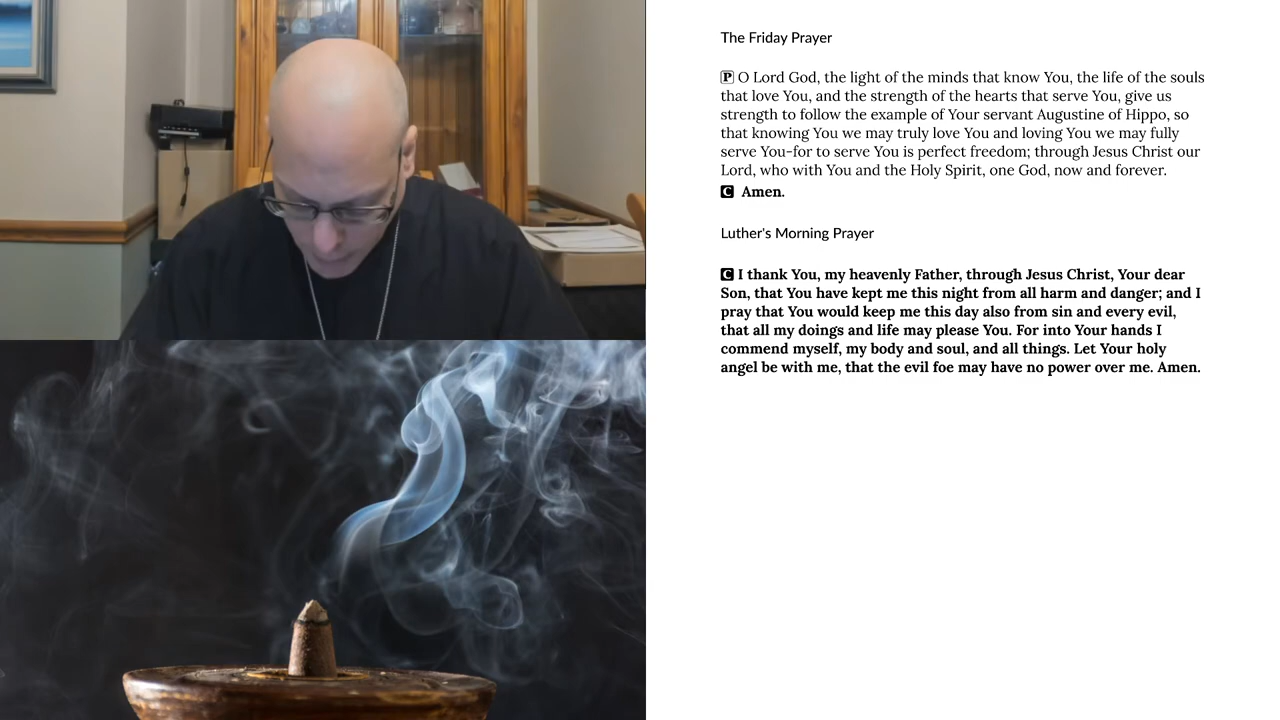 The Friday Prayer
P O Lord God, the light of the minds that know You, the life of the souls
that love You, and the strength of the hearts that serve You, give us
strength to follow the example of Your servant Augustine of Hippo, so
that knowing You we may truly love You and loving You we may fully
serve You-for to serve You is perfect freedom; through Jesus Christ our
Lord, who with You and the Holy Spirit, one God, now and forever.
C Amen.
Luther's Morning Prayer
C I thank You, my heavenly Father, through Jesus Christ, Your dear
Son, that You have kept me this night from all harm and danger; and I
pray that You would keep me this day also from sin and every evil,
that all my doings and life may please You. For into Your hands I
commend myself, my body and soul, and all things. Let Your holy
angel be with me, that the evil foe may have no power over me. Amen.